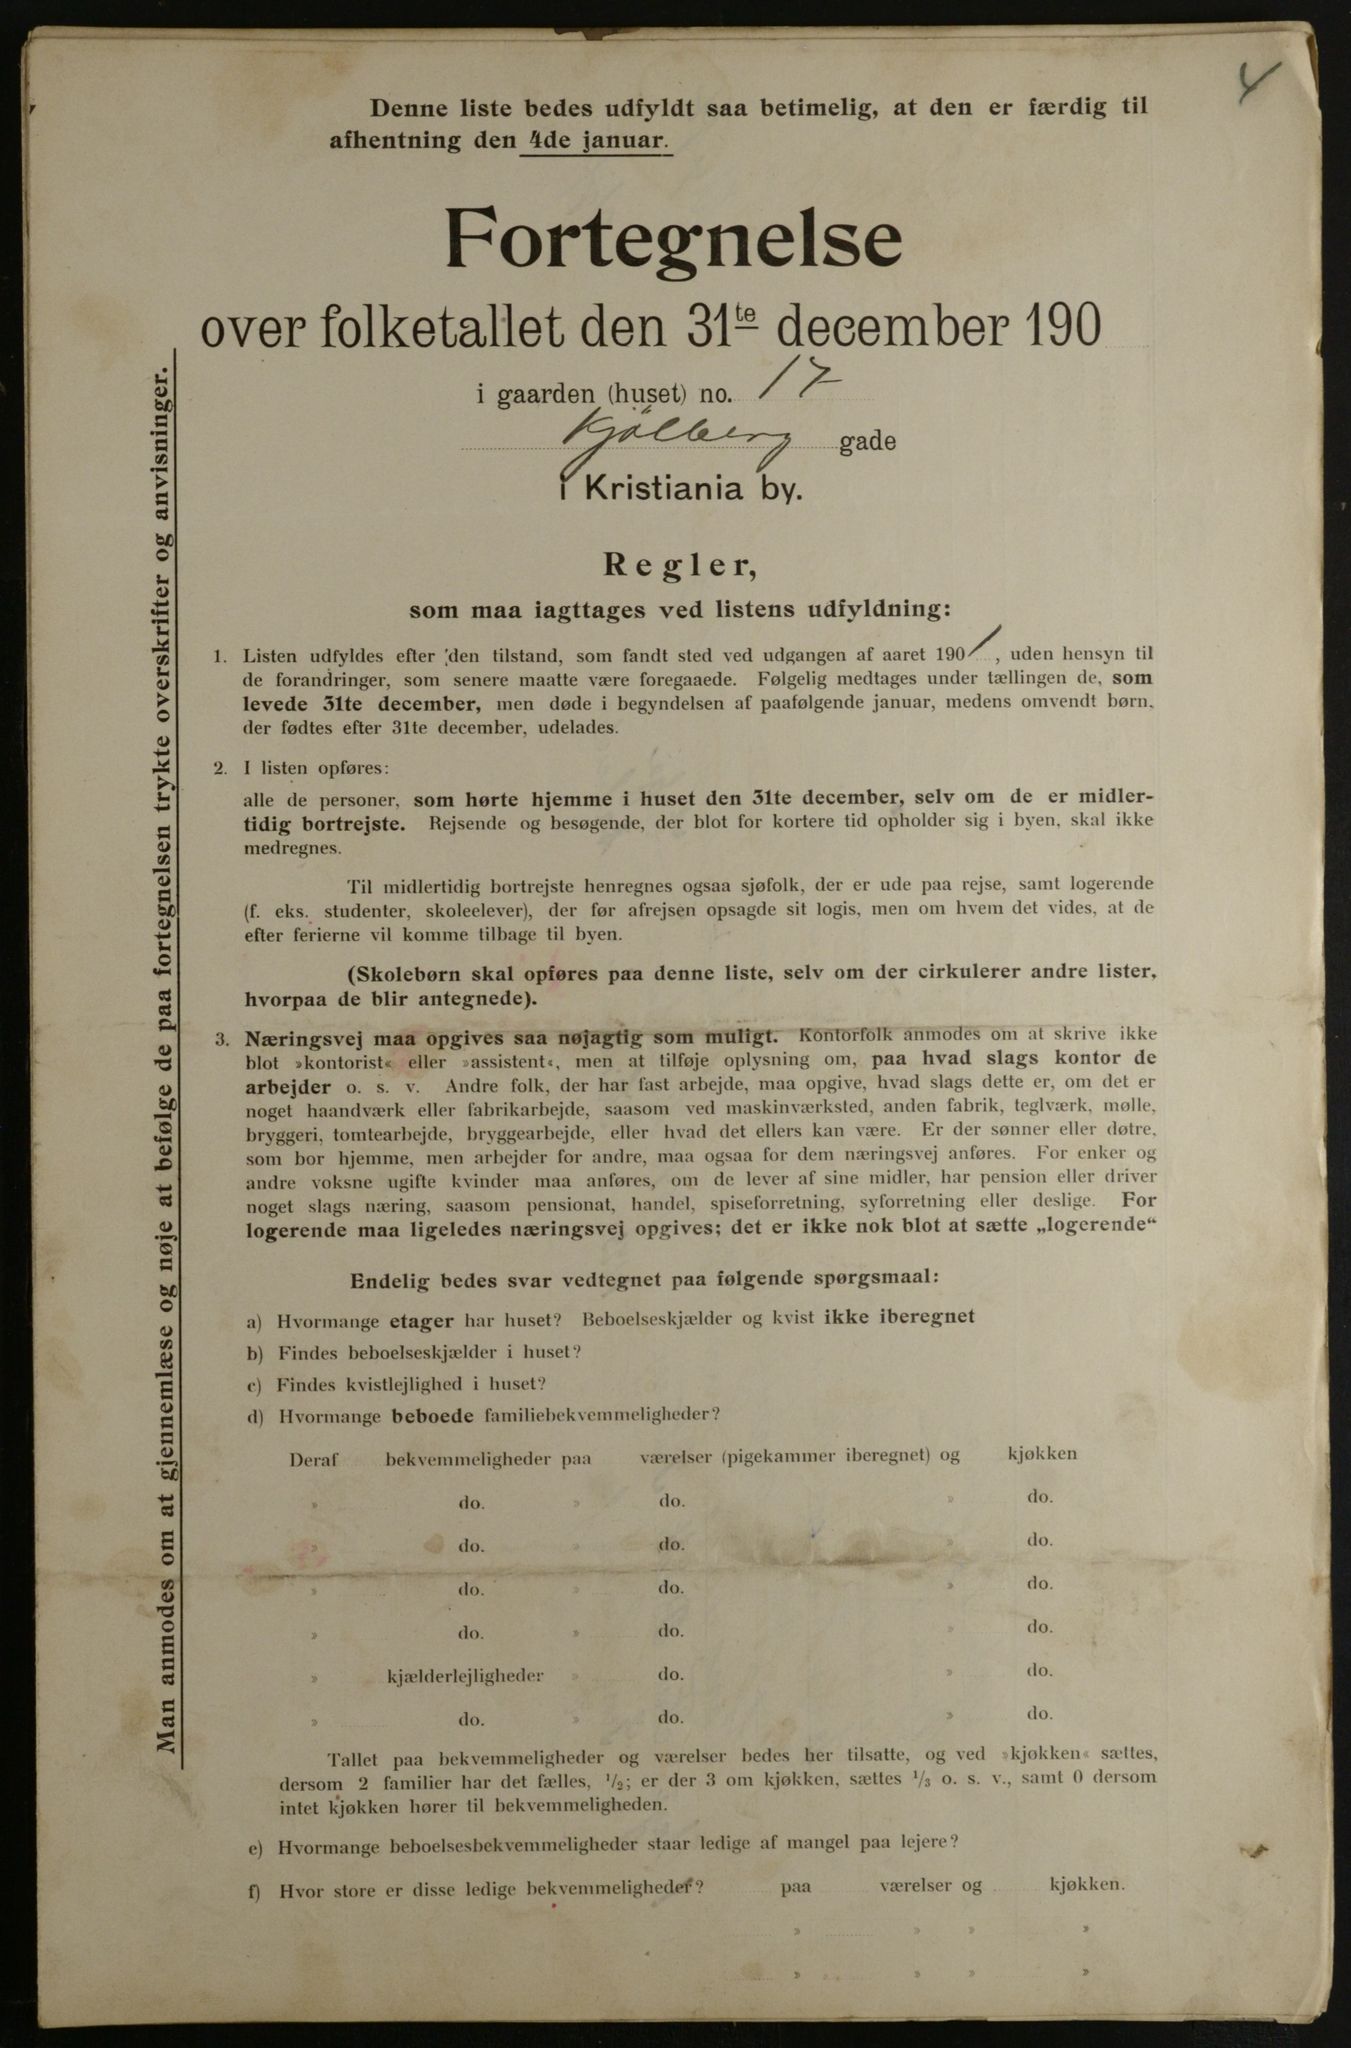 4
Denne liste bedes udfyldt saa betimelig, at den er færdig til
afhentning den 4de januar.
Fortegnelse
over folketallet den 31te december 190
i gaarden (huset) no. 17
Kjölberg gade
i Kristiania by.
Regler,
som maa iagttages ved listens udfyldning:
1. Listen udfyldes efter den tilstand, som fandt sted ved udgangen af aaret 1901, uden hensyn til
de forandringer, som senere maatte være foregaaede. Følgelig medtages under tællingen de, som
levede 31te december, men døde i begyndelsen af paafølgende januar, medens omvendt børn,
der fødtes efter 31te december, udelades.
2. I listen opføres:
alle de personer, som hørte hjemme i huset den 31te december, selv om de er midler-
tidig bortrejste. Rejsende og besøgende, der blot for kortere tid opholder sig i byen, skal ikke
medregnes.
Til midlertidig bortrejste henregnes ogsaa sjøfolk, der er ude paa rejse, samt logerende
(f. eks. studenter, skoleelever), der før afrejsen opsagde sit logis, men om hvem det vides, at de
efter ferierne vil komme tilbage til byen.
(Skolebørn skal opføres paa denne liste, selv om der cirkulerer andre lister,
hvorpaa de blir antegnede).
3. Næringsvej maa opgives saa nøjagtig som muligt. Kontorfolk anmodes om at skrive ikke
blot »kontorist« eller »assistent«, men at tilføje oplysning om, paa hvad slags kontor de
arbejder o. s. v. Andre folk, der har fast arbejde, maa opgive, hvad slags dette er, om det er
noget haandværk eller fabrikarbejde, saasom ved maskinværksted, anden fabrik, teglværk, mølle,
bryggeri, tomtearbejde, bryggearbejde, eller hvad det ellers kan være. Er der sønner eller døtre,
som bor hjemme, men arbejder for andre, maa ogsaa for dem næringsvej anføres. For enker og
andre voksne ugifte kvinder maa anføres, om de lever af sine midler, har pension eller driver
noget slags næring, saasom pensionat, handel, spiseforretning, syforretning eller deslige. For
logerende maa ligeledes næringsvej opgives; det er ikke nok blot at sætte „logerende“
Endelig bedes svar vedtegnet paa følgende spørgsmaal:
a) Hvormange etager har huset? Beboelseskjælder og kvist ikke iberegnet
b) Findes beboelseskjælder i huset?
c) Findes kvistlejlighed i huset?
d) Hvormange beboede familiebekvemmeligheder?
Deraf bekvemmeligheder paa værelser (pigekammer iberegnet) og kjøkken
» do. » do. » do.
» do. » do. » do.
» do. » do. » do.
» do. » do. » do.
» kjælderlejligheder » do. » do.
» do. » do. » do.
Tallet paa bekvemmeligheder og værelser bedes her tilsatte, og ved »kjøkken« sættes,
dersom 2 familier har det fælles, 1/2; er der 3 om kjøkken, sættes 1/3 o. s. v., samt 0 dersom
intet kjøkken hører til bekvemmeligheden.
e) Hvormange beboelsesbekvemmeligheder staar ledige af mangel paa lejere?
f) Hvor store er disse ledige bekvemmeligheder? paa værelser og kjøkken.
» » » »
» » » »
Man anmodes om at gjennemlæse og nøje at befølge de paa fortegnelsen trykte overskrifter og anvisninger.